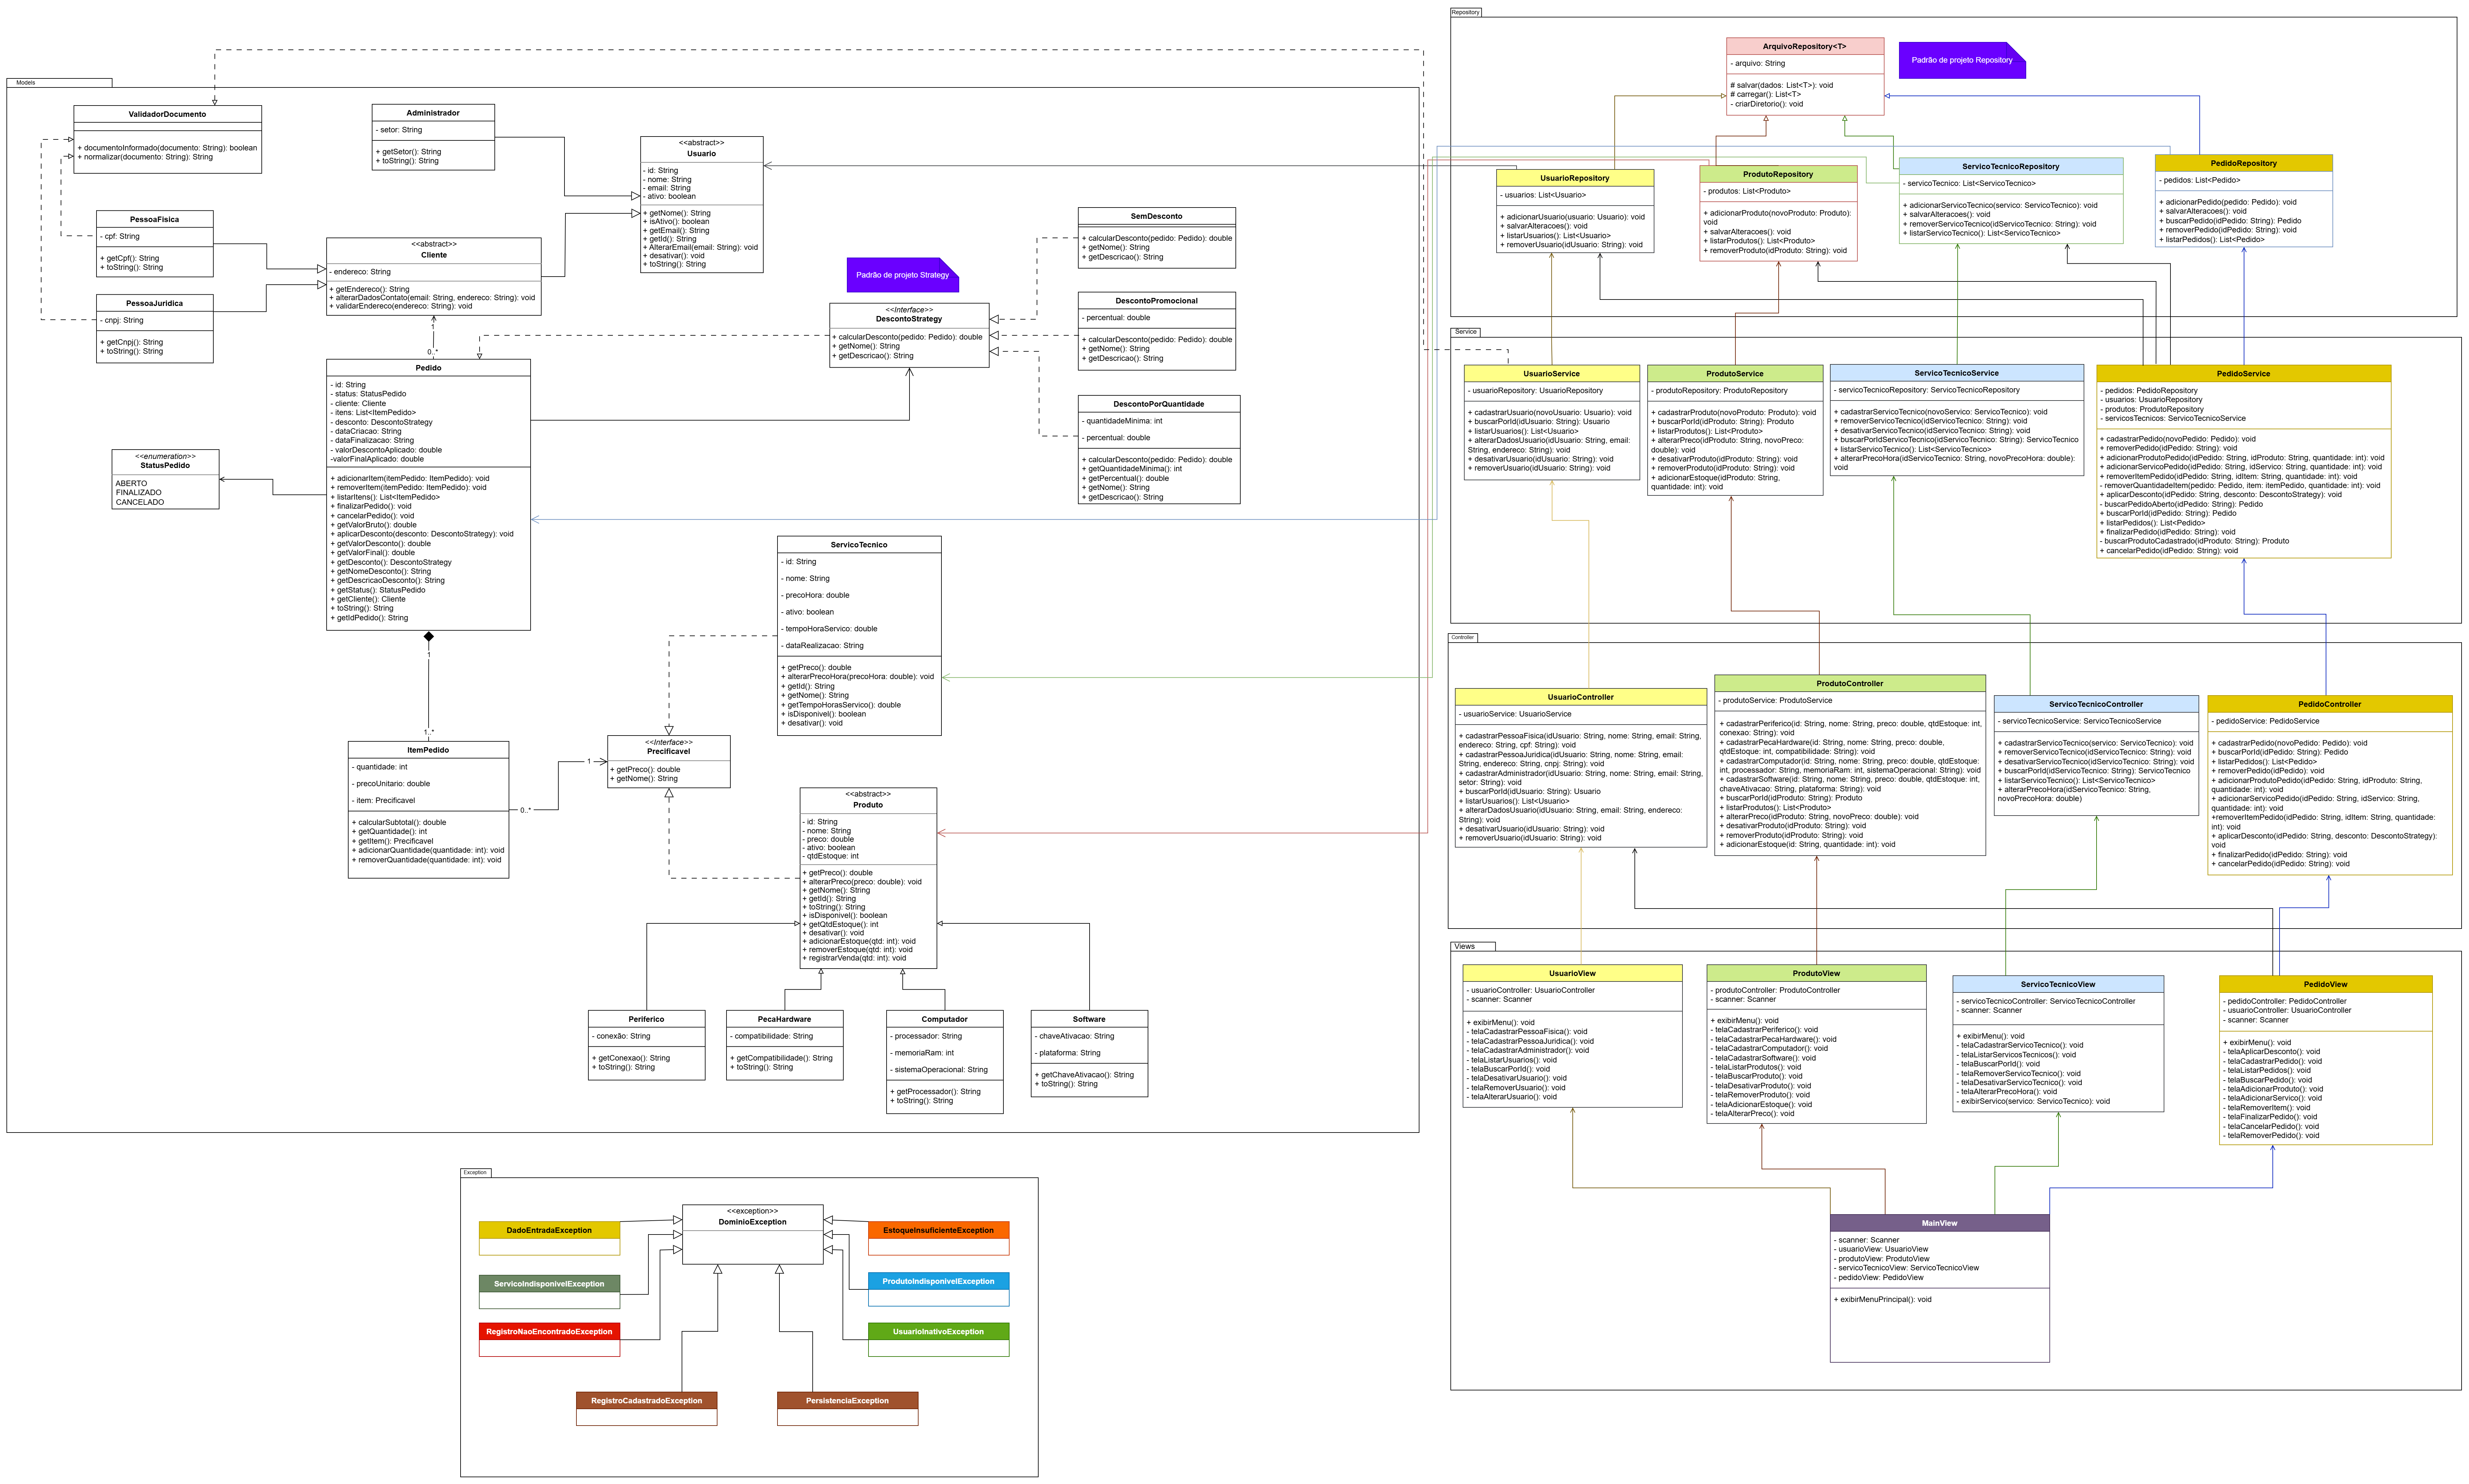 Models
ValidadorDocumento
+ documentoInformado(documento: String): boolean
+ normalizar(documento: String): String
Administrador
- setor: String
+ getSetor(): String
+ toString(): String
<<abstract>>
Usuario
- id: String
- nome: String
- email: String
- ativo: boolean
+ getNome(): String
+ isAtivo(): boolean
+ getEmail(): String
+ getId(): String
+ AlterarEmail(email: String): void
+ desativar(): void
+ toString(): String
PessoaFisica
- cpf: String
+ getCpf(): String
+ toString(): String
PessoaJuridica
- cnpj: String
+ getCnpj(): String
+ toString(): String
<<abstract>>
Cliente
- endereco: String
+ getEndereco(): String
+ alterarDadosContato(email: String, endereco: String): void
+ validarEndereco(endereco: String): void
1
0..*
Pedido
- id: String
- status: StatusPedido
- cliente: Cliente
- itens: List<ItemPedido>
- desconto: DescontoStrategy
- dataCriacao: String
- dataFinalizacao: String
- valorDescontoAplicado: double
-valorFinalAplicado: double
+ adicionarItem(itemPedido: ItemPedido): void
+ removerItem(itemPedido: ItemPedido): void
+ listarItens(): List<ItemPedido>
+ finalizarPedido(): void
+ cancelarPedido(): void
+ getValorBruto(): double
+ aplicarDesconto(desconto: DescontoStrategy): void
+ getValorDesconto(): double
+ getValorFinal(): double
+ getDesconto(): DescontoStrategy
+ getNomeDesconto(): String
+ getDescricaoDesconto(): String
+ getStatus(): StatusPedido
+ getCliente(): Cliente
+ toString(): String
+ getIdPedido(): String
<<enumeration>>
StatusPedido
ABERTO
FINALIZADO
CANCELADO
Padrão de projeto Strategy
<<Interface>>
DescontoStrategy
+ calcularDesconto(pedido: Pedido): double
+ getNome(): String
+ getDescricao(): String
SemDesconto
+ calcularDesconto(pedido: Pedido): double
+ getNome(): String
+ getDescricao(): String
DescontoPromocional
- percentual: double
+ calcularDesconto(pedido: Pedido): double
+ getNome(): String
+ getDescricao(): String
DescontoPorQuantidade
- quantidadeMinima: int
- percentual: double
+ calcularDesconto(pedido: Pedido): double
+ getQuantidadeMinima(): int
+ getPercentual(): double
+ getNome(): String
+ getDescricao(): String
ServicoTecnico
- id: String
- nome: String
- precoHora: double
- ativo: boolean
- tempoHoraServico: double
- dataRealizacao: String
+ getPreco(): double
+ alterarPrecoHora(precoHora: double): void
+ getId(): String
+ getNome(): String
+ getTempoHorasServico(): double
+ isDisponivel(): boolean
+ desativar(): void
1
1..*
ItemPedido
- quantidade: int
- precoUnitario: double
- item: Precificavel
+ calcularSubtotal(): double
+ getQuantidade(): int
+ getItem(): Precificavel
+ adicionarQuantidade(quantidade: int): void
+ removerQuantidade(quantidade: int): void
0..*
1
<<Interface>>
Precificavel
+ getPreco(): double
+ getNome(): String
<<abstract>>
Produto
- id: String
- nome: String
- preco: double
- ativo: boolean
- qtdEstoque: int
+ getPreco(): double
+ alterarPreco(preco: double): void
+ getNome(): String
+ getId(): String
+ toString(): String
+ isDisponivel(): boolean
+ getQtdEstoque(): int
+ desativar(): void
+ adicionarEstoque(qtd: int): void
+ removerEstoque(qtd: int): void
+ registrarVenda(qtd: int): void
Periferico
- conexão: String
+ getConexao(): String
+ toString(): String
PecaHardware
- compatibilidade: String
+ getCompatibilidade(): String
+ toString(): String
Computador
- processador: String
- memoriaRam: int
- sistemaOperacional: String
+ getProcessador(): String
+ toString(): String
Software
- chaveAtivacao: String
- plataforma: String
+ getChaveAtivacao(): String
+ toString(): String
Exception
<<exception>>
DominioException
DadoEntradaException
ServicoIndisponivelException
RegistroNaoEncontradoException
EstoqueInsuficienteException
ProdutoIndisponivelException
UsuarioInativoException
RegistroCadastradoException
PersistenciaException
Repository
ArquivoRepository<T>
- arquivo: String
# salvar(dados: List<T>): void
# carregar(): List<T>
- criarDiretorio(): void
Padrão de projeto Repository
UsuarioRepository
- usuarios: List<Usuario>
+ adicionarUsuario(usuario: Usuario): void
+ salvarAlteracoes(): void
+ listarUsuarios(): List<Usuario>
+ removerUsuario(idUsuario: String): void
ProdutoRepository
- produtos: List<Produto>
+ adicionarProduto(novoProduto: Produto):
void
+ salvarAlteracoes(): void
+ listarProdutos(): List<Produto>
+ removerProduto(idProduto: String): void
ServicoTecnicoRepository
- servicoTecnico: List<ServicoTecnico>
+ adicionarServicoTecnico(servico: ServicoTecnico): void
+ salvarAlteracoes(): void
+ removerServicoTecnico(idServicoTecnico: String): void
+ listarServicoTecnico(): List<ServicoTecnico>
PedidoRepository
- pedidos: List<Pedido>
+ adicionarPedido(pedido: Pedido): void
+ salvarAlteracoes(): void
+ buscarPedido(idPedido: String): Pedido
+ removerPedido(idPedido: String): void
+ listarPedidos(): List<Pedido>
Service
UsuarioService
- usuarioRepository: UsuarioRepository
+ cadastrarUsuario(novoUsuario: Usuario): void
+ buscarPorId(idUsuario: String): Usuario
+ listarUsuarios(): List<Usuario>
+ alterarDadosUsuario(idUsuario: String, email:
String, endereco: String): void
+ desativarUsuario(idUsuario: String): void
+ removerUsuario(idUsuario: String): void
ProdutoService
- produtoRepository: ProdutoRepository
+ cadastrarProduto(novoProduto: Produto): void
+ buscarPorId(idProduto: String): Produto
+ listarProdutos(): List<Produto>
+ alterarPreco(idProduto: String, novoPreco:
double): void
+ desativarProduto(idProduto: String): void
+ removerProduto(idProduto: String): void
+ adicionarEstoque(idProduto: String,
quantidade: int): void
ServicoTecnicoService
- servicoTecnicoRepository: ServicoTecnicoRepository
+ cadastrarServicoTecnico(novoServico: ServicoTecnico): void
+ removerServicoTecnico(idServicoTecnico: String): void
+ desativarServicoTecnico(idServicoTecnico: String): void
+ buscarPorIdServicoTecnico(idServicoTecnico: String): ServicoTecnico
+ listarServicoTecnico(): List<ServicoTecnico>
+ alterarPrecoHora(idServicoTecnico: String, novoPrecoHora: double):
void
PedidoService
- pedidos: PedidoRepository
- usuarios: UsuarioRepository
- produtos: ProdutoRepository
- servicosTecnicos: ServicoTecnicoService
+ cadastrarPedido(novoPedido: Pedido): void
+ removerPedido(idPedido: String): void
+ adicionarProdutoPedido(idPedido: String, idProduto: String, quantidade: int): void
+ adicionarServicoPedido(idPedido: String, idServico: String, quantidade: int): void
+ removerItemPedido(idPedido: String, idItem: String, quantidade: int): void
- removerQuantidadeItem(pedido: Pedido, item: itemPedido, quantidade: int): void
+ aplicarDesconto(idPedido: String, desconto: DescontoStrategy): void
- buscarPedidoAberto(idPedido: String): Pedido
+ buscarPorId(idPedido: String): Pedido
+ listarPedidos(): List<Pedido>
+ finalizarPedido(idPedido: String): void
- buscarProdutoCadastrado(idProduto: String): Produto
+ cancelarPedido(idPedido: String): void
Controller
UsuarioController
- usuarioService: UsuarioService
+ cadastrarPessoaFisica(idUsuario: String, nome: String, email: String,
endereco: String, cpf: String): void
+ cadastrarPessoaJuridica(idUsuario: String, nome: String, email:
String, endereco: String, cnpj: String): void
+ cadastrarAdministrador(idUsuario: String, nome: String, email: String,
setor: String): void
+ buscarPorId(idUsuario: String): Usuario
+ listarUsuarios(): List<Usuario>
+ alterarDadosUsuario(idUsuario: String, email: String, endereco:
String): void
+ desativarUsuario(idUsuario: String): void
+ removerUsuario(idUsuario: String): void
ProdutoController
- produtoService: ProdutoService
+ cadastrarPeriferico(id: String, nome: String, preco: double, qtdEstoque: int,
conexao: String): void
+ cadastrarPecaHardware(id: String, nome: String, preco: double,
qtdEstoque: int, compatibilidade: String): void
+ cadastrarComputador(id: String, nome: String, preco: double, qtdEstoque:
int, processador: String, memoriaRam: int, sistemaOperacional: String): void
+ cadastrarSoftware(id: String, nome: String, preco: double, qtdEstoque: int,
chaveAtivacao: String, plataforma: String): void
+ buscarPorId(idProduto: String): Produto
+ listarProdutos(): List<Produto>
+ alterarPreco(idProduto: String, novoPreco: double): void
+ desativarProduto(idProduto: String): void
+ removerProduto(idProduto: String): void
+ adicionarEstoque(id: String, quantidade: int): void
ServicoTecnicoController
- servicoTecnicoService: ServicoTecnicoService
+ cadastrarServicoTecnico(servico: ServicoTecnico): void
+ removerServicoTecnico(idServicoTecnico: String): void
+ desativarServicoTecnico(idServicoTecnico: String): void
+ buscarPorId(idServicoTecnico: String): ServicoTecnico
+ listarServicoTecnico(): List<ServicoTecnico>
+ alterarPrecoHora(idServicoTecnico: String,
novoPrecoHora: double)
PedidoController
- pedidoService: PedidoService
+ cadastrarPedido(novoPedido: Pedido): void
+ buscarPorId(idPedido: String): Pedido
+ listarPedidos(): List<Pedido>
+ removerPedido(idPedido): void
+ adicionarProdutoPedido(idPedido: String, idProduto: String,
quantidade: int): void
+ adicionarServicoPedido(idPedido: String, idServico: String,
quantidade: int): void
+removerItemPedido(idPedido: String, idItem: String, quantidade:
int): void
+ aplicarDesconto(idPedido: String, desconto: DescontoStrategy):
void
+ finalizarPedido(idPedido: String): void
+ cancelarPedido(idPedido: String): void
Views
UsuarioView
- usuarioController: UsuarioController
- scanner: Scanner
+ exibirMenu(): void
- telaCadastrarPessoaFisica(): void
- telaCadastrarPessoaJuridica(): void
- telaCadastrarAdministrador(): void
- telaListarUsuarios(): void
- telaBuscarPorId(): void
- telaDesativarUsuario(): void
- telaRemoverUsuario(): void
- telaAlterarUsuario(): void
ProdutoView
- produtoController: ProdutoController
- scanner: Scanner
+ exibirMenu(): void
- telaCadastrarPeriferico(): void
- telaCadastrarPecaHardware(): void
- telaCadastrarComputador(): void
- telaCadastrarSoftware(): void
- telaListarProdutos(): void
- telaBuscarProduto(): void
- telaDesativarProduto(): void
- telaRemoverProduto(): void
- telaAdicionarEstoque(): void
- telaAlterarPreco(): void
ServicoTecnicoView
- servicoTecnicoController: ServicoTecnicoController
- scanner: Scanner
+ exibirMenu(): void
- telaCadastrarServicoTecnico(): void
- telaListarServicosTecnicos(): void
- telaBuscarPorId(): void
- telaRemoverServicoTecnico(): void
- telaDesativarServicoTecnico(): void
- telaAlterarPrecoHora(): void
- exibirServico(servico: ServicoTecnico): void
PedidoView
- pedidoController: PedidoController
- usuarioController: UsuarioController
- scanner: Scanner
+ exibirMenu(): void
- telaAplicarDesconto(): void
- telaCadastrarPedido(): void
- telaListarPedidos(): void
- telaBuscarPedido(): void
- telaAdicionarProduto(): void
- telaAdicionarServico(): void
- telaRemoverItem(): void
- telaFinalizarPedido(): void
- telaCancelarPedido(): void
- telaRemoverPedido(): void
MainView
- scanner: Scanner
- usuarioView: UsuarioView
- produtoView: ProdutoView
- servicoTecnicoView: ServicoTecnicoView
- pedidoView: PedidoView
+ exibirMenuPrincipal(): void